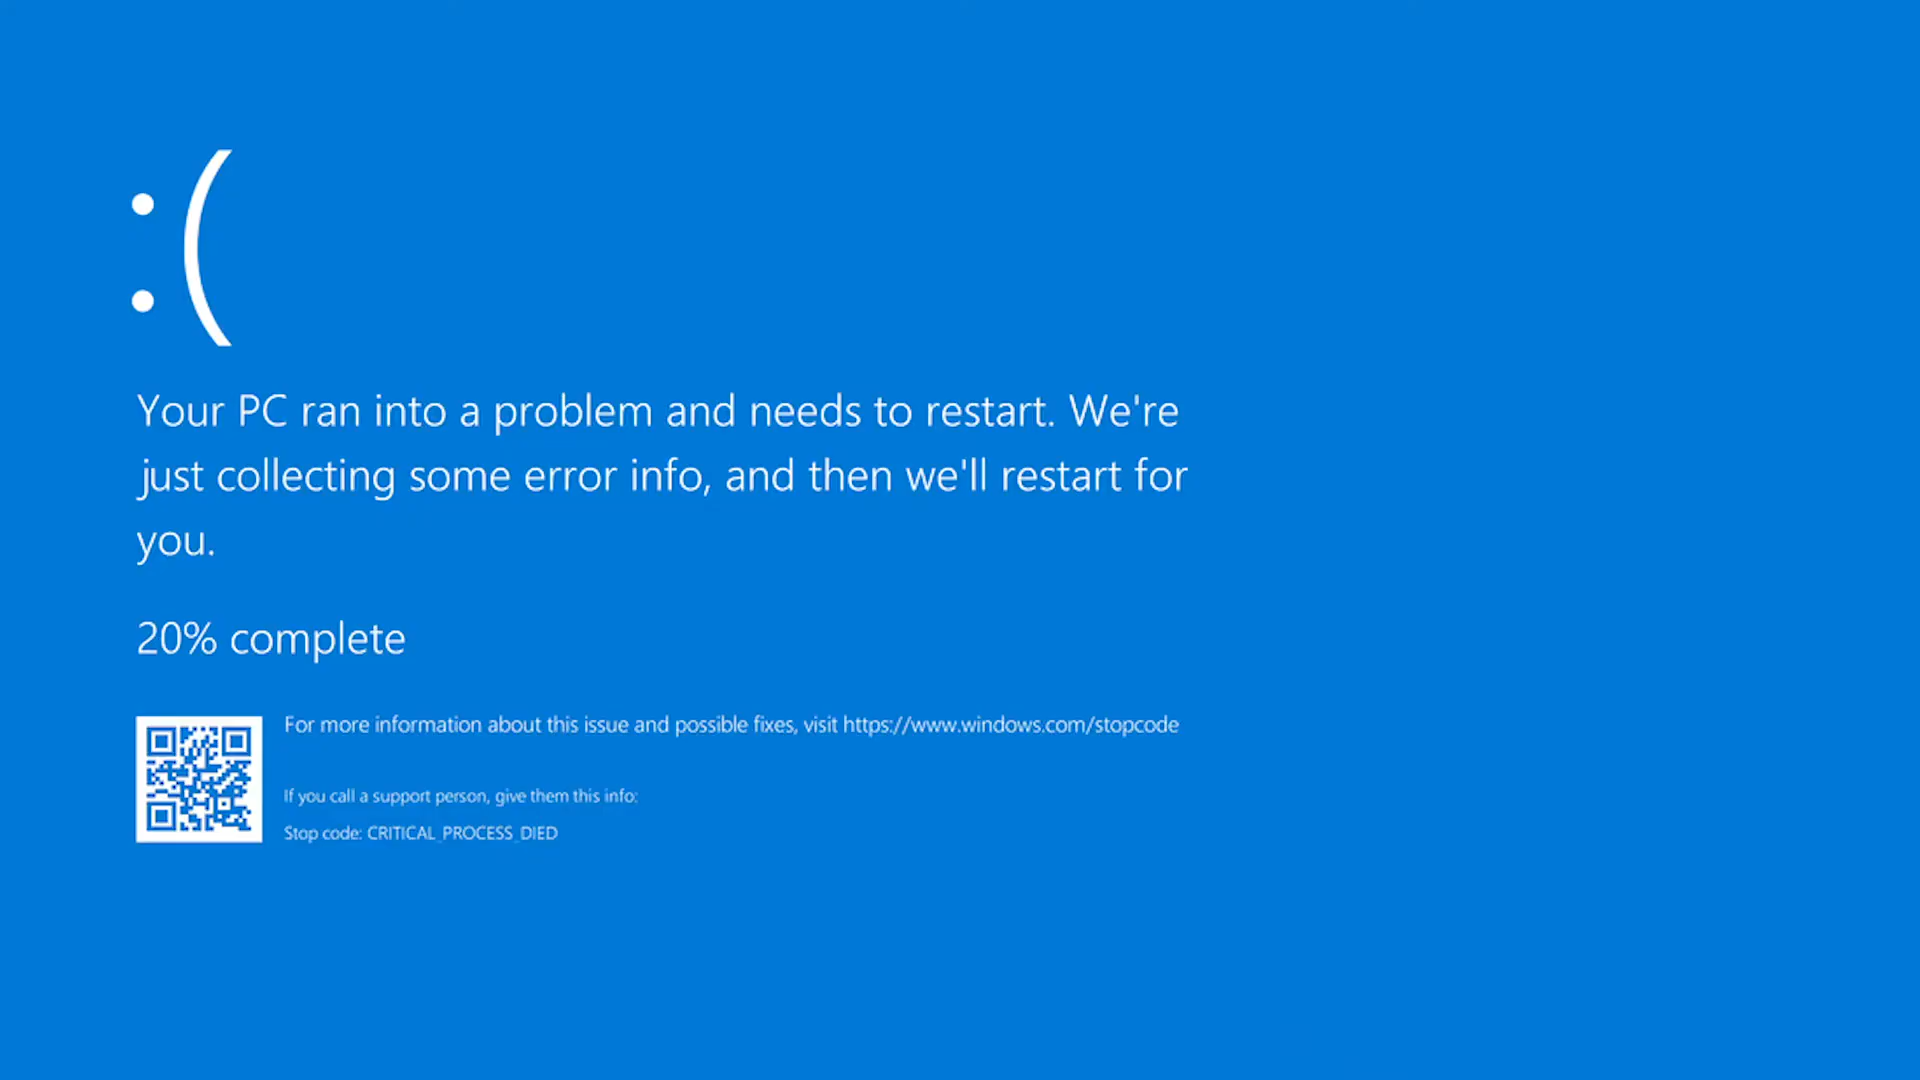 :(
Your PC ran into a problem and needs to restart. We're
just collecting some error info, and then we'll restart for
you.
20% complete
For more information about this issue and possible fixes, visit https://www.windows.com/stopcode
If you call a support person, give them this info:
Stop code: CRITICAL_PROCESS_DIED